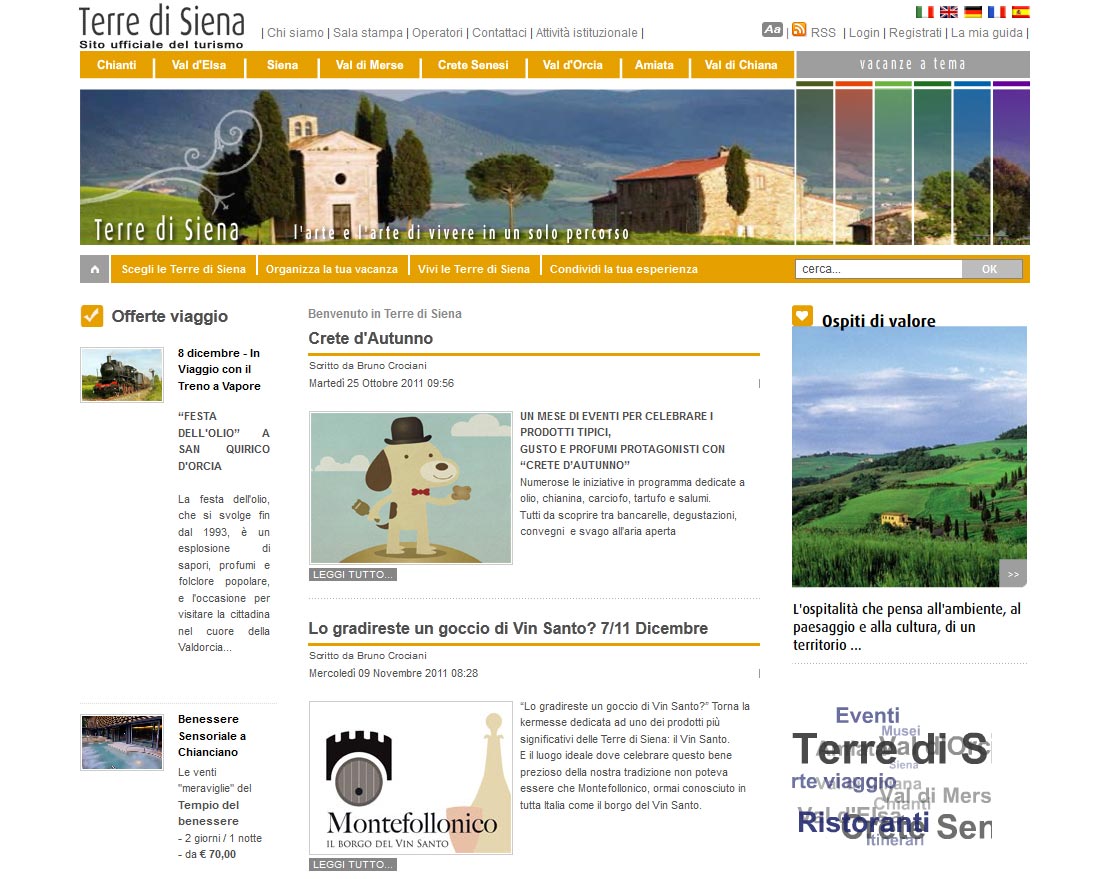 Terre di Siena
Sito ufficiale del turismo
| Chi siamo | Sala stampa | Operatori | Contattaci | Attività istituzionale |
Aa | RSS | Login | Registrati | La mia guida |
Chianti | Val d'Elsa | Siena | Val di Merse | Crete Senesi | Val d'Orcia | Amiata | Val di Chiana
vacanze a tema
Terre di Siena
l'arte e l'arte di vivere in un solo percorso
Scegli le Terre di Siena | Organizza la tua vacanza | Vivi le Terre di Siena | Condividi la tua esperienza
cerca... OK
Offerte viaggio
8 dicembre - In
Viaggio con il
Treno a Vapore
“FESTA
DELL'OLIO” A
SAN QUIRICO
D'ORCIA
La festa dell'olio,
che si svolge fin
dal 1993, è un
esplosione di
sapori, profumi e
folclore popolare,
e l'occasione per
visitare la cittadina
nel cuore della
Valdorcia...
Benessere
Sensoriale a
Chianciano
Le venti
"meraviglie" del
Tempio del
benessere
- 2 giorni / 1 notte
- da € 70,00
Benvenuto in Terre di Siena
Crete d'Autunno
Scritto da Bruno Crociani
Martedì 25 Ottobre 2011 09:56 |
UN MESE DI EVENTI PER CELEBRARE I
PRODOTTI TIPICI,
GUSTO E PROFUMI PROTAGONISTI CON
“CRETE D'AUTUNNO”
Numerose le iniziative in programma dedicate a
olio, chianina, carciofo, tartufo e salumi.
Tutti da scoprire tra bancarelle, degustazioni,
convegni e svago all'aria aperta
LEGGI TUTTO...
Lo gradireste un goccio di Vin Santo? 7/11 Dicembre
Scritto da Bruno Crociani
Mercoledì 09 Novembre 2011 08:28 |
“Lo gradireste un goccio di Vin Santo?” Torna la
kermesse dedicata ad uno dei prodotti più
significativi delle Terre di Siena: il Vin Santo.
E il luogo ideale dove celebrare questo bene
prezioso della nostra tradizione non poteva
essere che Montefollonico, ormai conosciuto in
tutta Italia come il borgo del Vin Santo.
Montefollonico
IL BORGO DEL VIN SANTO
LEGGI TUTTO...
Ospiti di valore
>>
L'ospitalità che pensa all'ambiente, al
paesaggio e alla cultura, di un
territorio ...
Eventi
Musei
Terre di S
Amiata
Val d'Orci
Siena
rte viaggio
Val di Chiana
Val di Mers
Chianti
Val d'Elsa
Ristoranti
Crete Sen
Itinerari